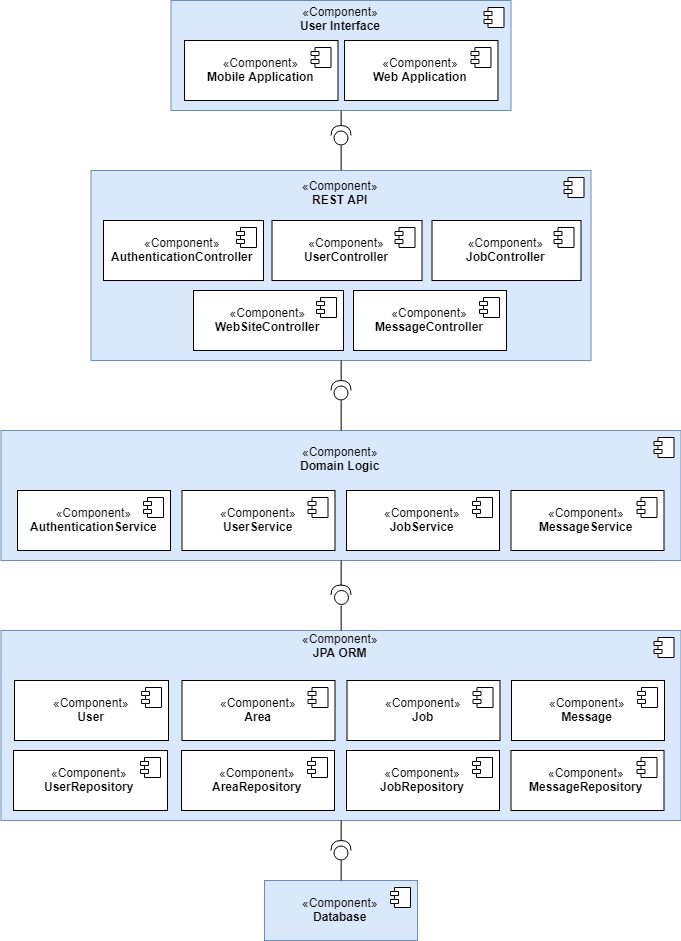 «Component»
User Interface
«Component»
Mobile Application
«Component»
Web Application
«Component»
REST API
«Component»
AuthenticationController
«Component»
UserController
«Component»
JobController
«Component»
WebSiteController
«Component»
MessageController
«Component»
Domain Logic
«Component»
AuthenticationService
«Component»
UserService
«Component»
JobService
«Component»
MessageService
«Component»
JPA ORM
«Component»
User
«Component»
Area
«Component»
Job
«Component»
Message
«Component»
UserRepository
«Component»
AreaRepository
«Component»
JobRepository
«Component»
MessageRepository
«Component»
Database